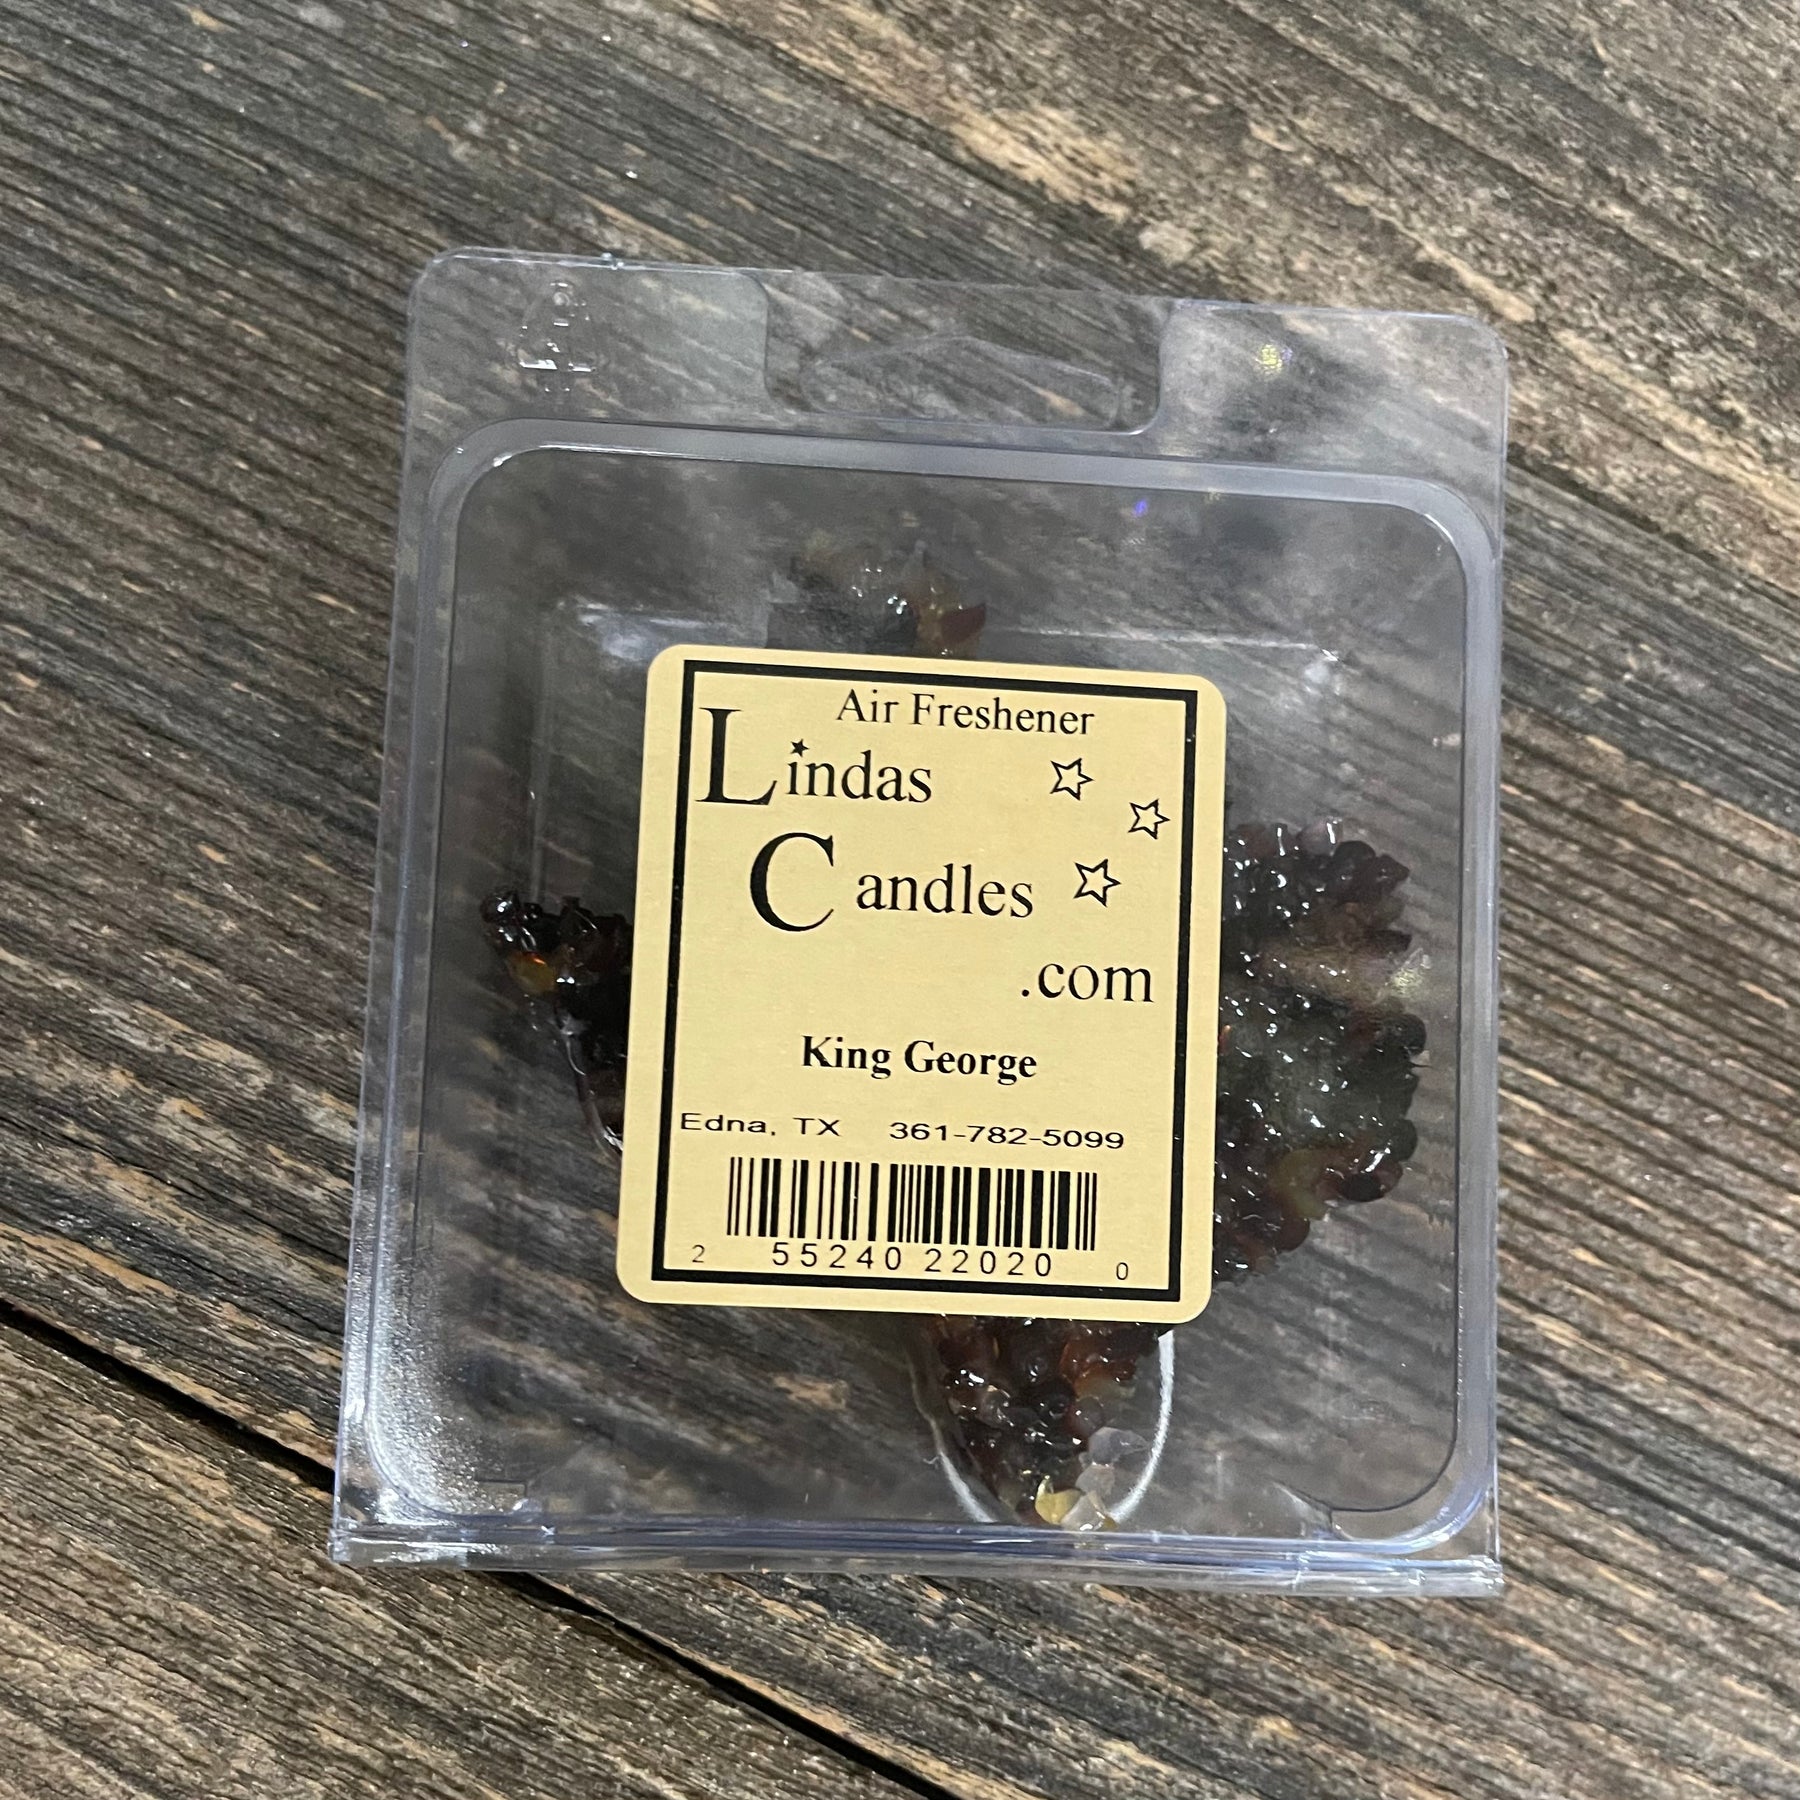 Air Freshener
Lindas
Candles
.com
King George
Edna, TX 361-782-5099
2 55240 22020 0